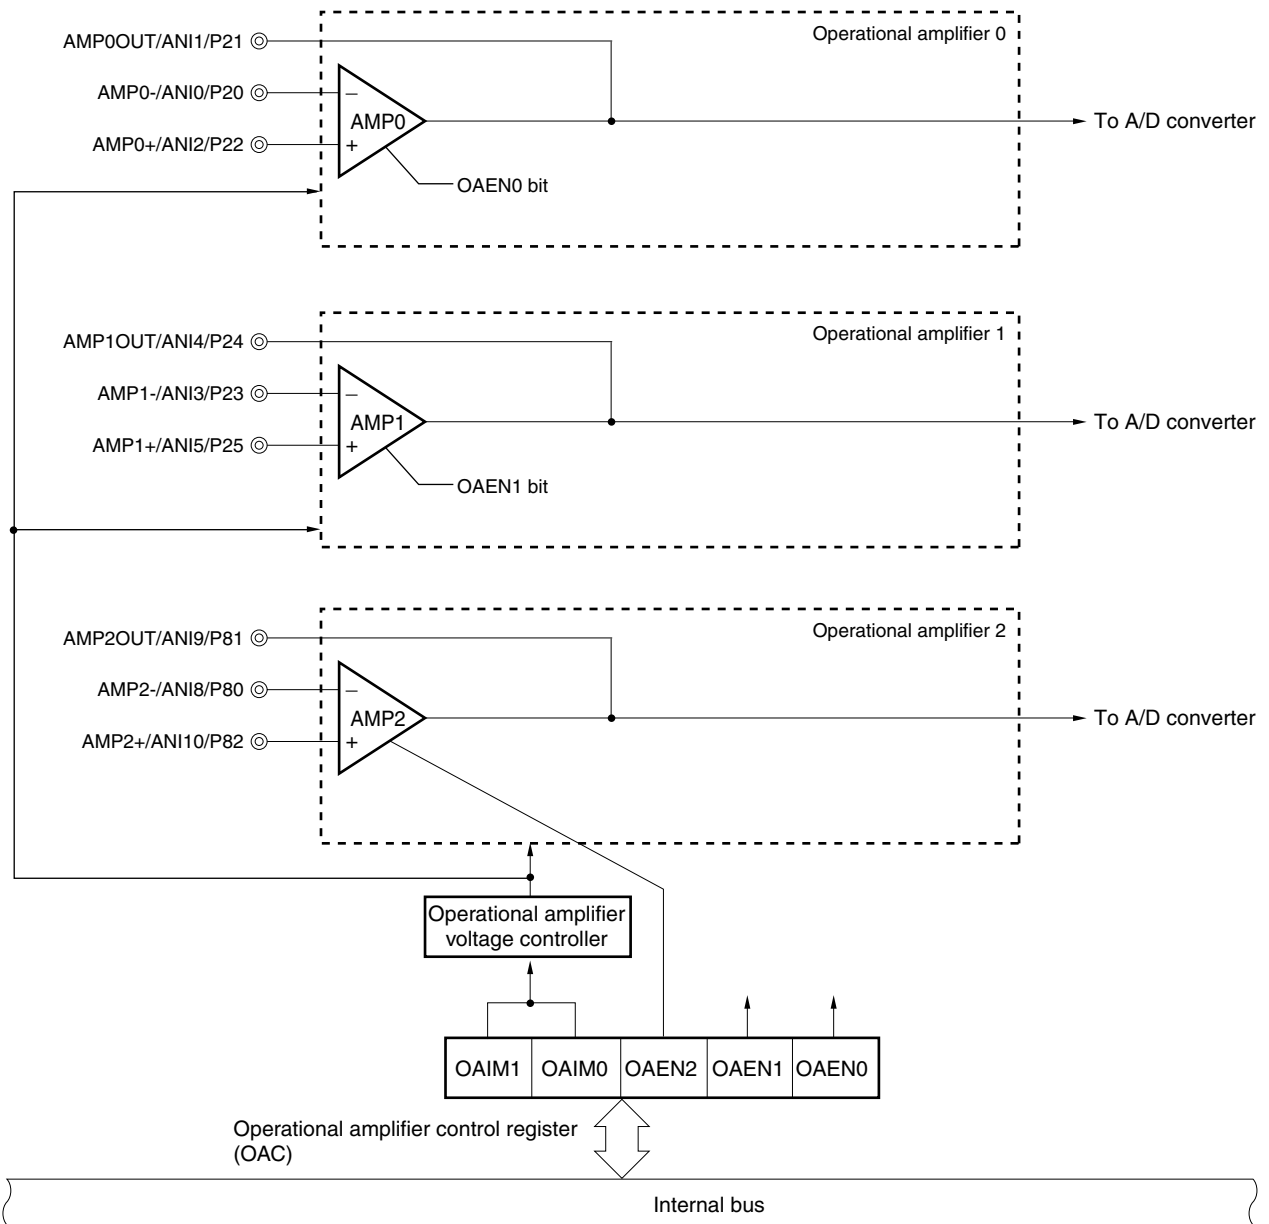 Operational amplifier 0
AMP0OUT/ANI1/P21
AMP0-/ANI0/P20
−
AMP0
To A/D converter
AMP0+/ANI2/P22
+
OAEN0 bit
Operational amplifier 1
AMP1OUT/ANI4/P24
AMP1-/ANI3/P23
−
AMP1
To A/D converter
AMP1+/ANI5/P25
+
OAEN1 bit
Operational amplifier 2
AMP2OUT/ANI9/P81
AMP2-/ANI8/P80
−
AMP2
To A/D converter
AMP2+/ANI10/P82
+
Operational amplifier
voltage controller
OAIM1 OAIM0 OAEN2 OAEN1 OAEN0
Operational amplifier control register
(OAC)
Internal bus